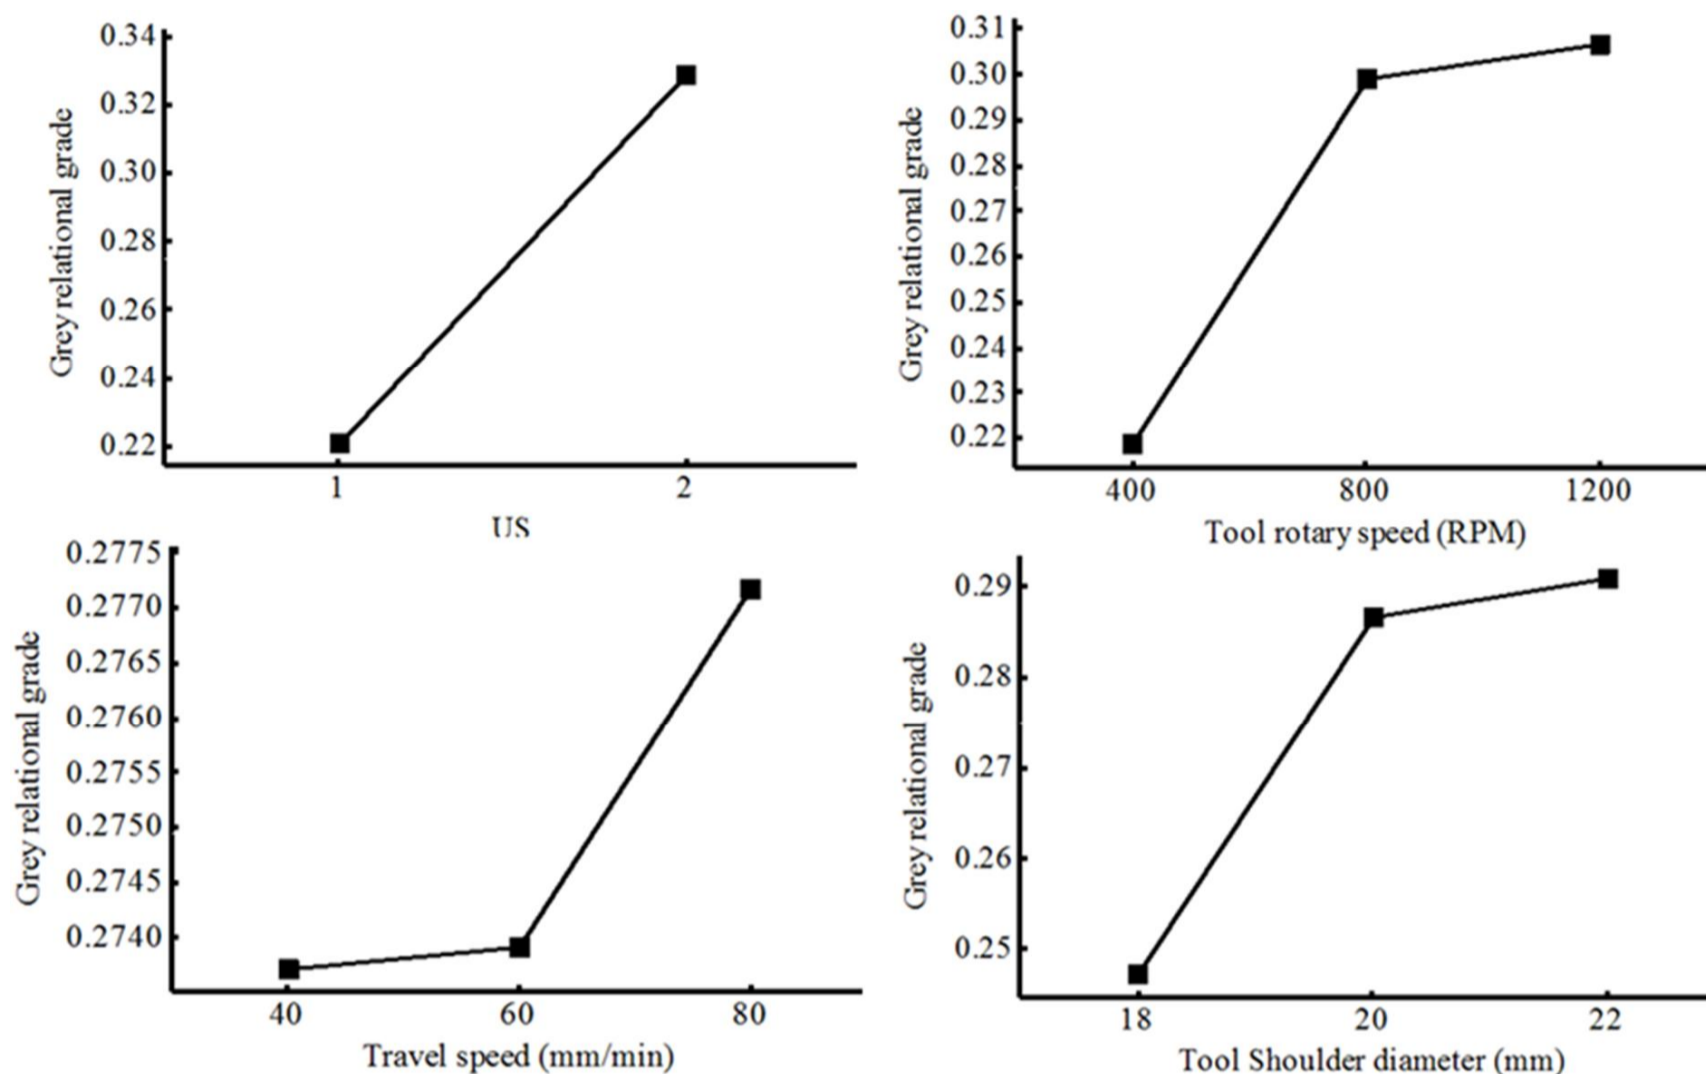 Grey relational grade
0.34
0.32
0.30
0.28
0.26
0.24
0.22
1 2
US
Grey relational grade
0.31
0.30
0.29
0.28
0.27
0.26
0.25
0.24
0.23
0.22
400 800 1200
Tool rotary speed (RPM)
Grey relational grade
0.2775
0.2770
0.2765
0.2760
0.2755
0.2750
0.2745
0.2740
40 60 80
Travel speed (mm/min)
Grey relational grade
0.29
0.28
0.27
0.26
0.25
18 20 22
Tool Shoulder diameter (mm)